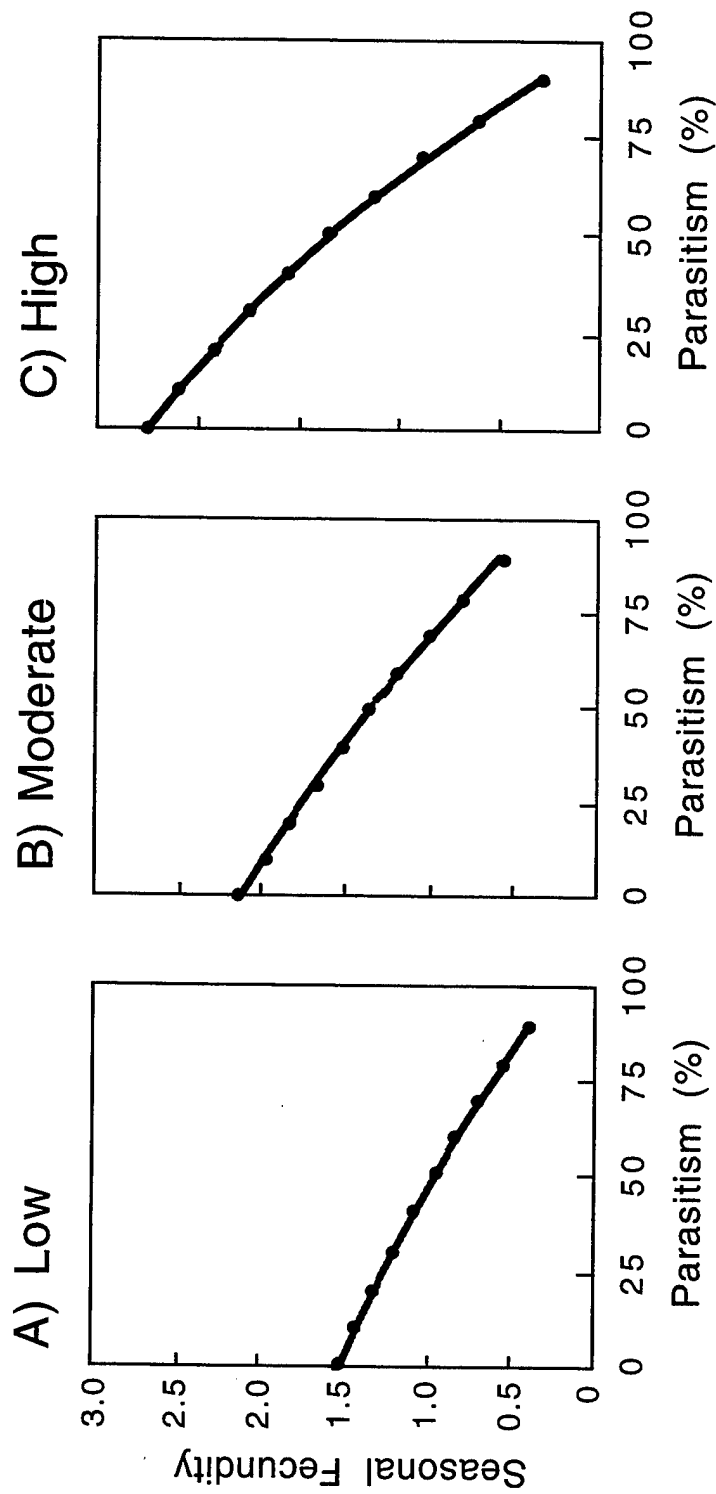 A) Low
B) Moderate
C) High
Seasonal Fecundity
3.0
2.5
2.0
1.5
1.0
0.5
0
0 25 50 75 100
Parasitism (%)
0 25 50 75 100
Parasitism (%)
0 25 50 75 100
Parasitism (%)